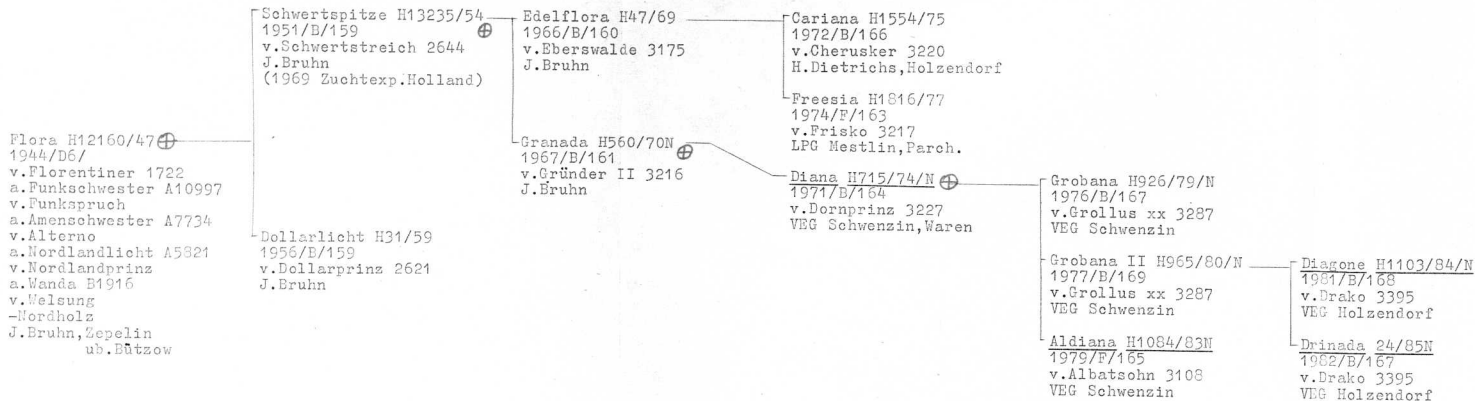 Flora H12160/47
1944/D6/
v.Florentiner 1722
a.Funkschwester A10997
v.Funkspruch
a.Amenschwester A7734
v.Alterno
a.Nordlandlicht A5821
v.Nordlandprinz
a.Wanda B1916
v.Welsung
-Nordholz
J.Bruhn,Zepelin
ub.Bützow
Schwertspitze H13235/54
1951/B/159
v.Schwertstreich 2644
J.Bruhn
(1969 Zuchtexp.Holland)
Dollarlicht H31/59
1956/B/159
v.Dollarprinz 2621
J.Bruhn
Edelflora H47/69
1966/B/160
v.Eberswalde 3175
J.Bruhn
Granada H560/70N
1967/B/161
v.Gründer II 3216
J.Bruhn
Cariana H1554/75
1972/B/166
v.Cherusker 3220
H.Dietrichs,Holzendorf
Freesia H1816/77
1974/F/163
v.Frisko 3217
LPG Mestlin,Parch.
Diana H715/74/N
1971/B/164
v.Dornprinz 3227
VEG Schwenzin,Waren
Grobana H926/79/N
1976/B/167
v.Grollus xx 3287
VEG Schwenzin
Grobana II H965/80/N
1977/B/169
v.Grollus xx 3287
VEG Schwenzin
Aldiana H1084/83N
1979/F/165
v.Albatsohn 3108
VEG Schwenzin
Diagone H1103/84/N
1981/B/168
v.Drako 3395
VEG Holzendorf
Drinada 24/85N
1982/B/167
v.Drako 3395
VEG Holzendorf